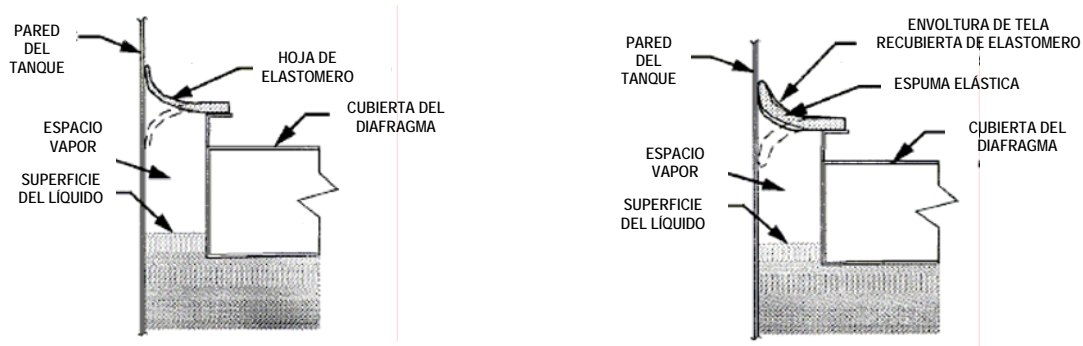 PARED
DEL
TANQUE
HOJA DE
ELASTOMERO
CUBIERTA DEL
DIAFRAGMA
ESPACIO
VAPOR
SUPERFICIE
DEL LÍQUIDO
PARED
DEL
TANQUE
ENVOLTURA DE TELA
RECUBIERTA DE ELASTOMERO
ESPUMA ELÁSTICA
CUBIERTA DEL
DIAFRAGMA
ESPACIO
VAPOR
SUPERFICIE
DEL LÍQUIDO